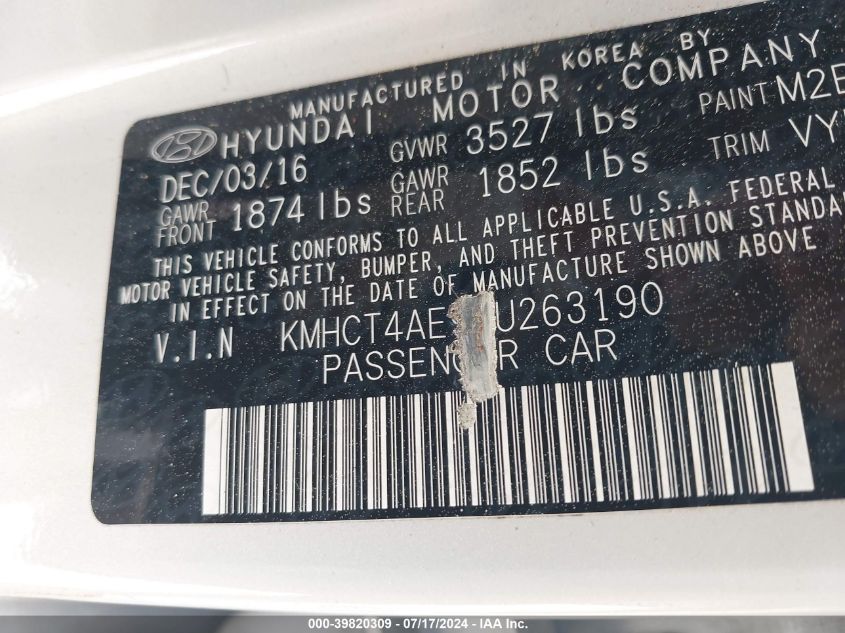 MANUFACTURED IN KOREA BY
HYUNDAI MOTOR COMPANY
DEC/03/16 GVWR 3527 lbs PAINT M2
GAWR FRONT 1874 lbs GAWR REAR 1852 lbs TRIM VY
THIS VEHICLE CONFORMS TO ALL APPLICABLE U.S.A. FEDERAL
MOTOR VEHICLE SAFETY, BUMPER, AND THEFT PREVENTION
IN EFFECT ON THE DATE OF MANUFACTURE SHOWN ABOVE
V.I.N KMHCT4AE U263190
PASSENG R CAR
000-39820309 - 07/17/2024 - IAA Inc.